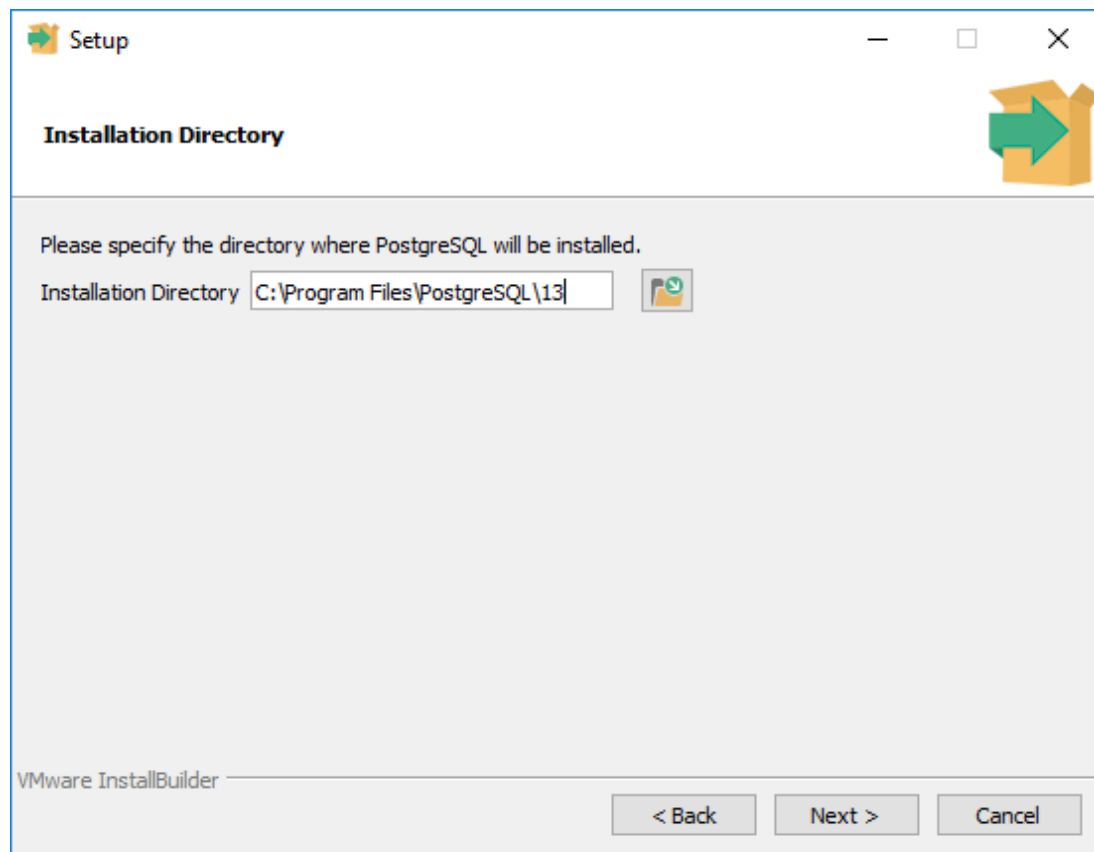 Setup
Installation Directory
Please specify the directory where PostgreSQL will be installed.
Installation Directory C:\Program Files\PostgreSQL\13
VMware InstallBuilder
< Back Next > Cancel